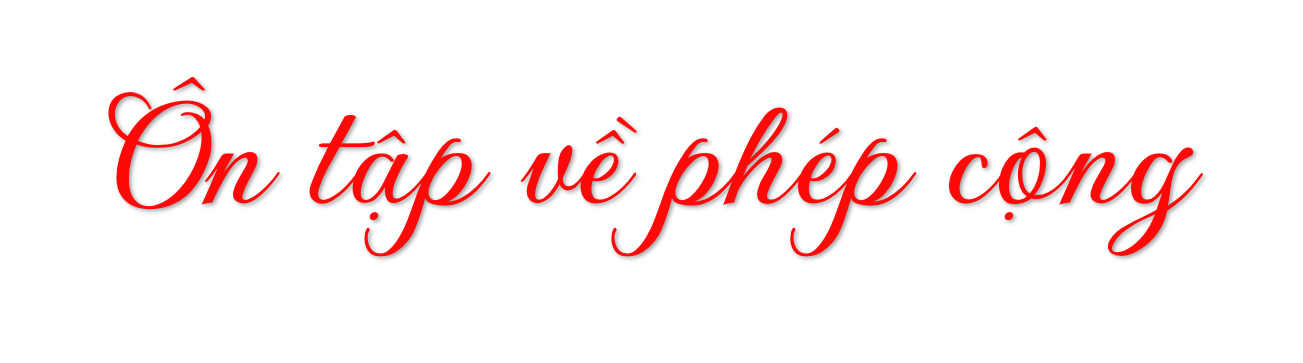 Ôn tập về phép cộng